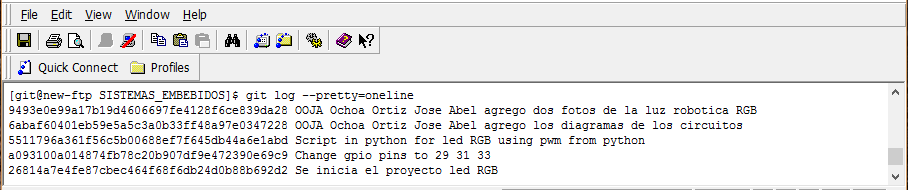 File Edit View Window Help
Quick Connect Profiles
[git@new-ftp SISTEMAS_EMBEBIDOS]$ git log --pretty=oneline
9493e0e99a17b19d4606697fe4128f6ce839da28 OOJA Ochoa Ortiz Jose Abel agrego dos fotos de la luz robotica RGB
6abaf60401eb59e5a5c3a0b33ff48a97e0347228 OOJA Ochoa Ortiz Jose Abel agrego los diagramas de los circuitos
5511796a361f56c5b00688ef7f645db44a6e1abd Script in python for led RGB using pwm from python
a093100a014874fb78c20b907df9e472390e69c9 Change gpio pins to 29 31 33
26814a7e4fe87cbec464f68f6db24d0b88b692d2 Se inicia el proyecto led RGB